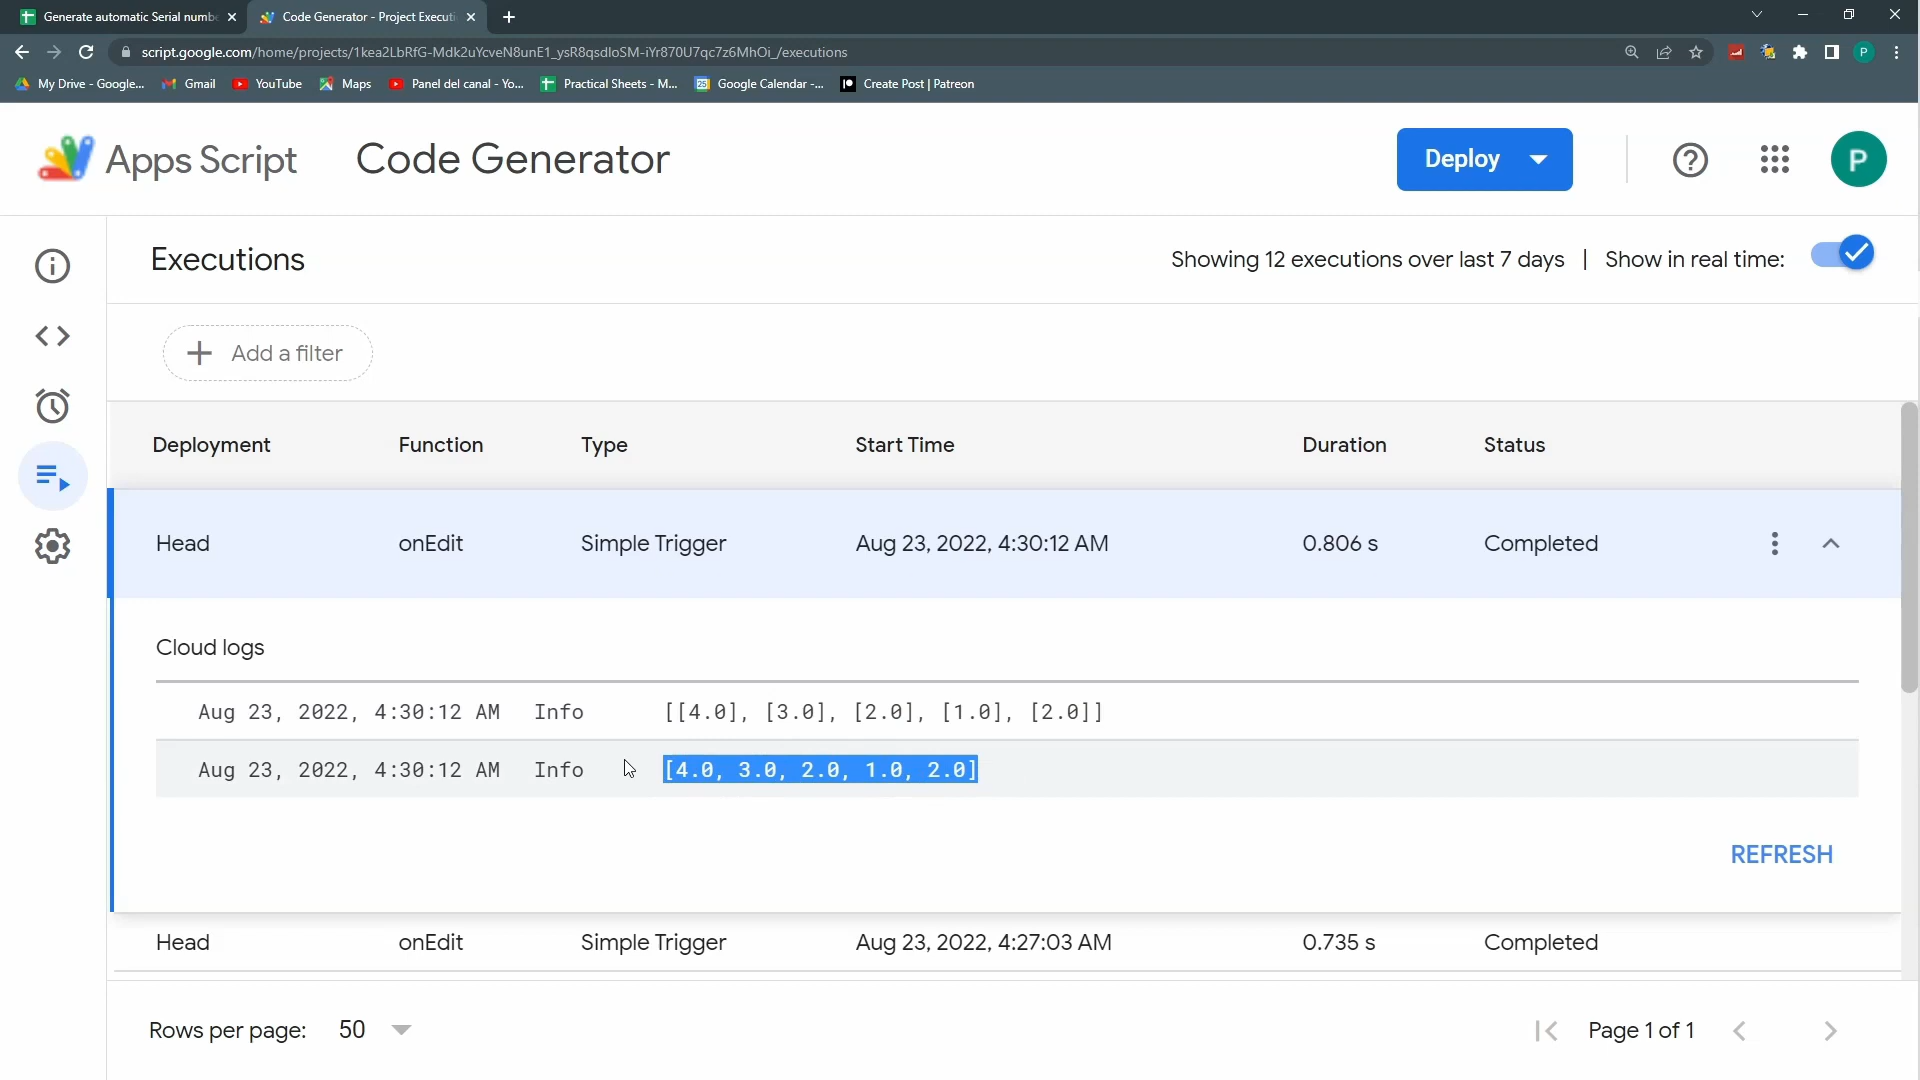 Generate automatic Serial numb
Code Generator - Project Executi
script.google.com/home/projects/1kea2LbRfG-Mdk2uYcveN8unE1_ysR8qsdloSM-iYr870U7qc7z6MhOi_/executions
My Drive - Google...
Gmail
YouTube
Maps
Panel del canal - Yo...
Practical Sheets - M...
Google Calendar -...
Create Post | Patreon
Apps Script
Code Generator
Deploy
P
Executions
Showing 12 executions over last 7 days | Show in real time:
Add a filter
Deployment Function Type Start Time Duration Status
Head onEdit Simple Trigger Aug 23, 2022, 4:30:12 AM 0.806 s Completed
Cloud logs
Aug 23, 2022, 4:30:12 AM Info [[4.0], [3.0], [2.0], [1.0], [2.0]]
Aug 23, 2022, 4:30:12 AM Info [4.0, 3.0, 2.0, 1.0, 2.0]
REFRESH
Head onEdit Simple Trigger Aug 23, 2022, 4:27:03 AM 0.735 s Completed
Rows per page: 50
Page 1 of 1